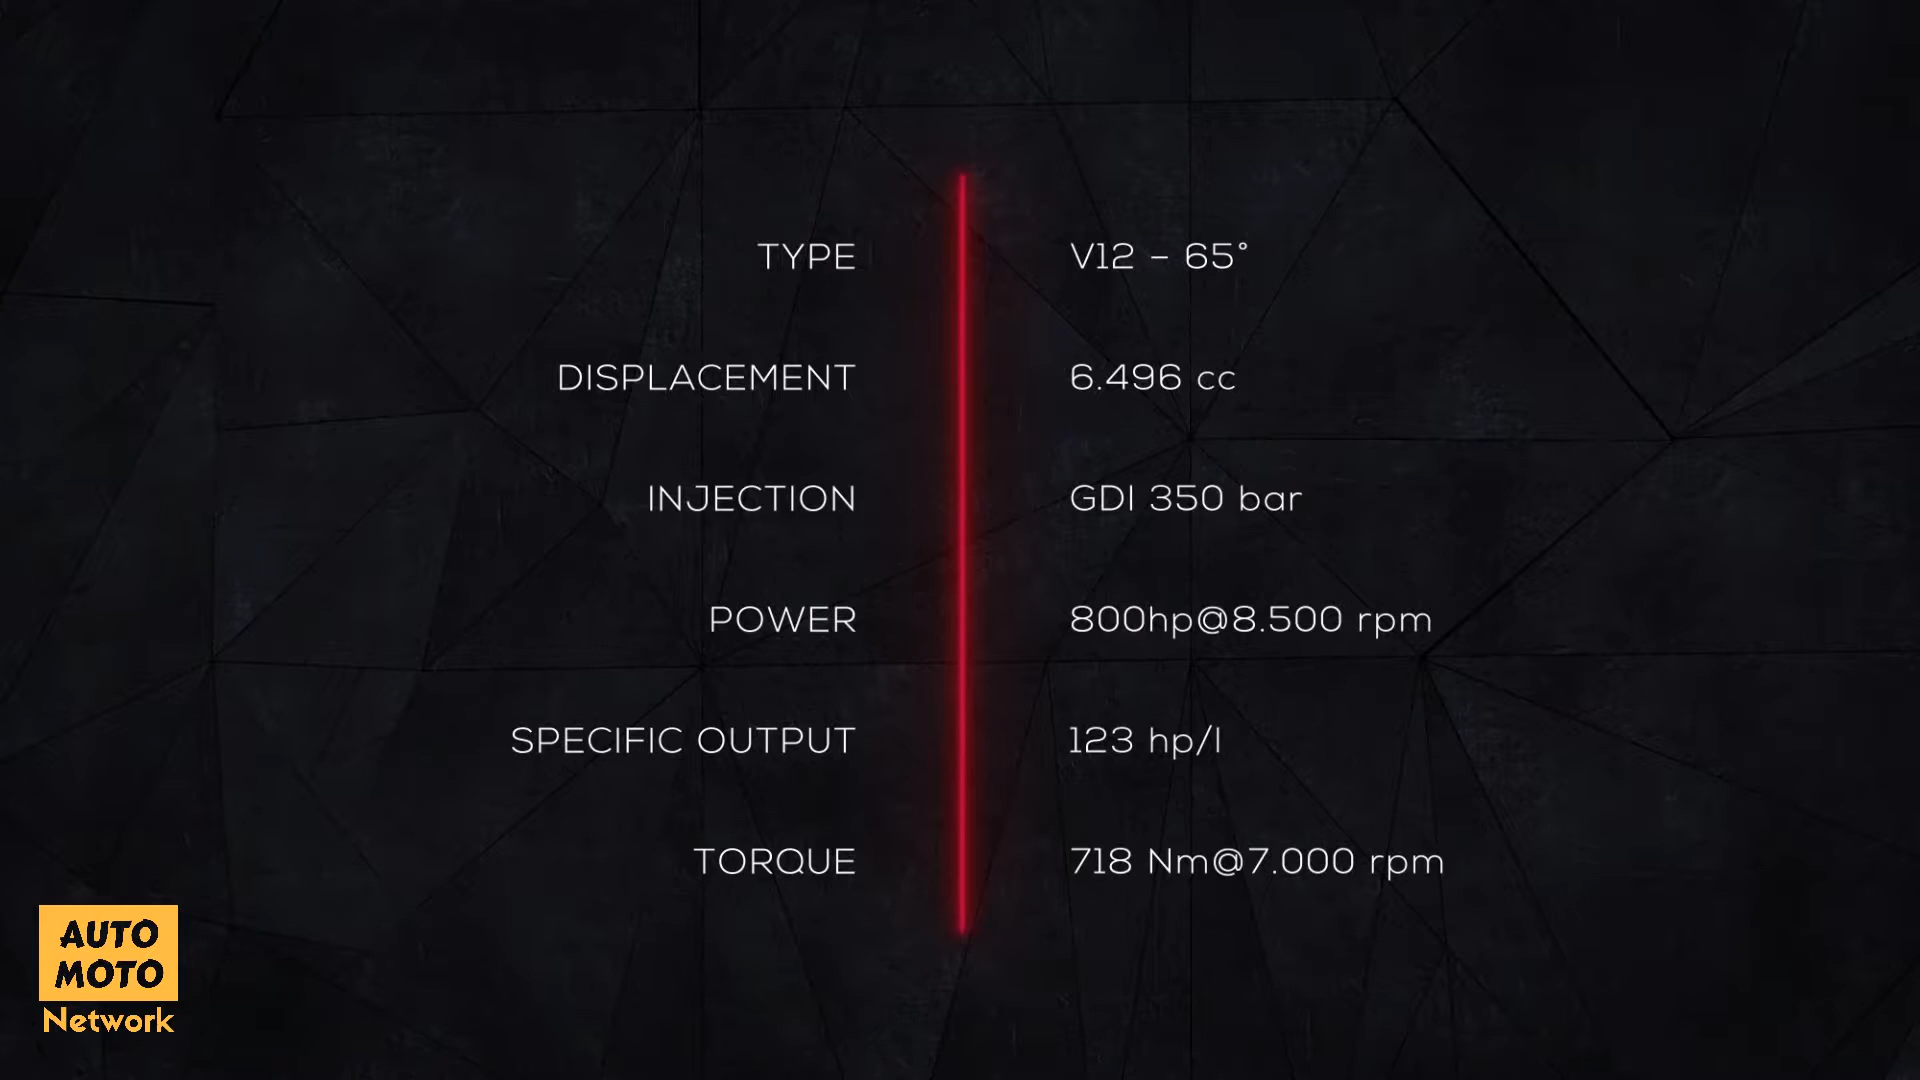 TYPE V12 – 65°
DISPLACEMENT 6.496 cc
INJECTION GDI 350 bar
POWER 800hp@8.500 rpm
SPECIFIC OUTPUT 123 hp/l
TORQUE 718 Nm@7.000 rpm
AUTO
MOTO
Network